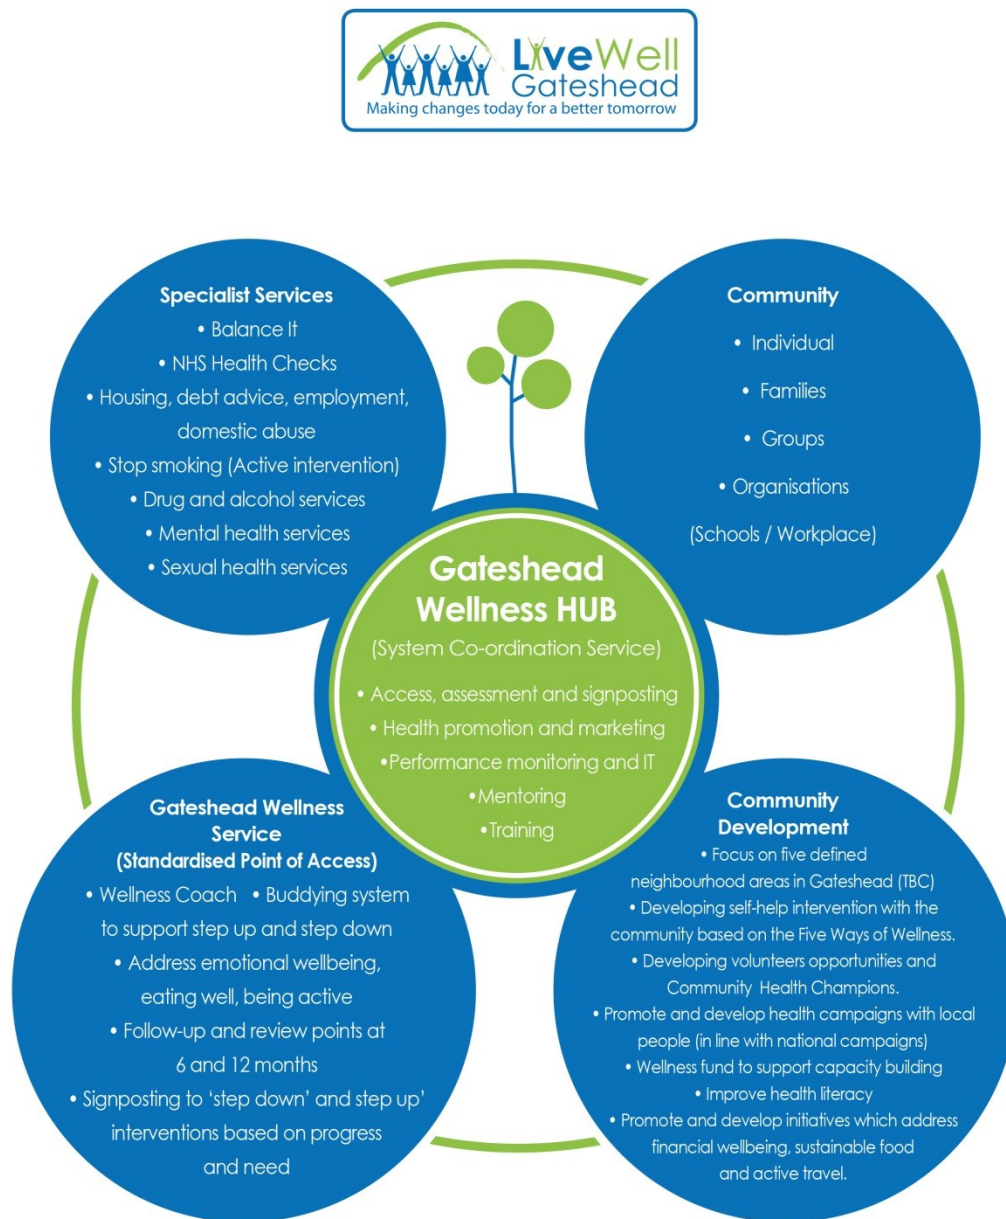 LiveWell
Gateshead
Making changes today for a better tomorrow
Specialist Services
• Balance It
• NHS Health Checks
• Housing, debt advice, employment,
domestic abuse
• Stop smoking (Active intervention)
• Drug and alcohol services
• Mental health services
• Sexual health services
Community
• Individual
• Families
• Groups
• Organisations
(Schools / Workplace)
Gateshead
Wellness HUB
(System Co-ordination Service)
• Access, assessment and signposting
• Health promotion and marketing
•Performance monitoring and IT
•Mentoring
•Training
Gateshead Wellness
Service
(Standardised Point of Access)
• Wellness Coach • Buddying system
to support step up and step down
• Address emotional wellbeing,
eating well, being active
• Follow-up and review points at
6 and 12 months
• Signposting to ‘step down’ and step up’
interventions based on progress
and need
Community
Development
• Focus on five defined
neighbourhood areas in Gateshead (TBC)
• Developing self-help intervention with the
community based on the Five Ways of Wellness.
• Developing volunteers opportunities and
Community Health Champions.
• Promote and develop health campaigns with local
people (in line with national campaigns)
• Wellness fund to support capacity building
• Improve health literacy
• Promote and develop initiatives which address
financial wellbeing, sustainable food
and active travel.